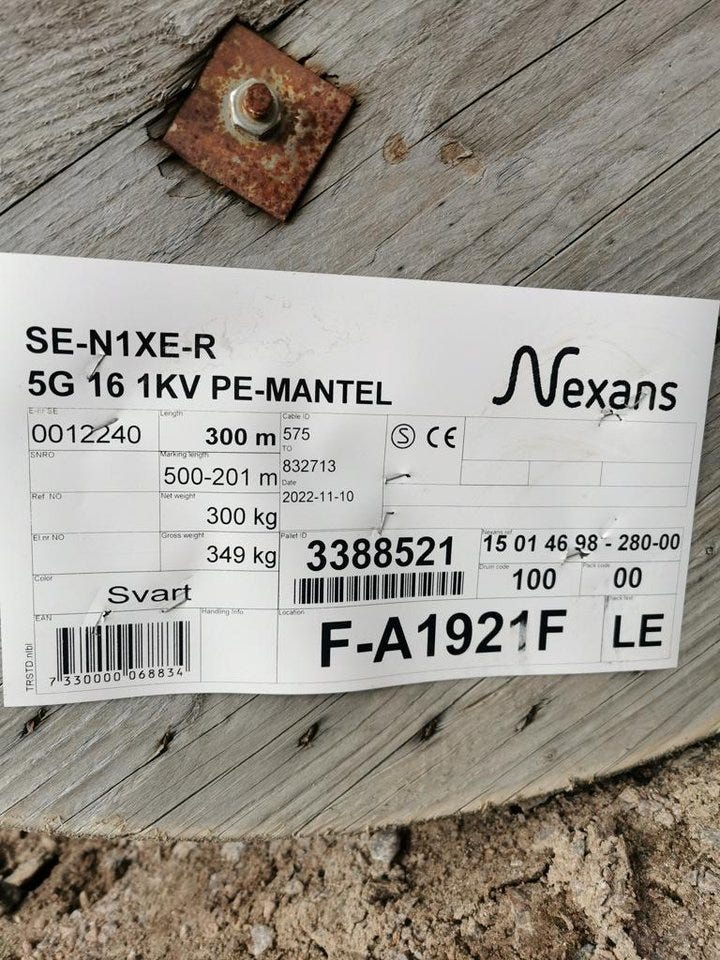 SE-N1XE-R
5G 16 1KV PE-MANTEL
Nexans
E-nr SE
0012240
Length
300 m
Cable ID
575
TO
832713
Date
2022-11-10
S CE
SNRO
Marking length
500-201 m
Ref. NO
Net weight
300 kg
El.nr NO
Gross weight
349 kg
Pallet ID
3388521
Nexans ref
15 01 46 98 - 280-00
Drum code
100
Pack code
00
Color
Svart
EAN
7 330000 068834
Handling info
Location
F-A1921F
LE
TRSTD.nlbl